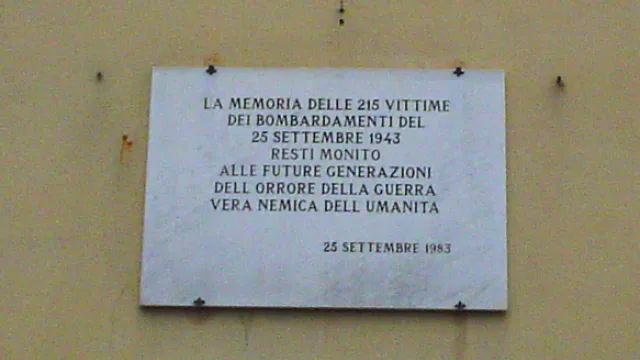 LA MEMORIA DELLE 215 VITTIME
DEI BOMBARDAMENTI DEL
25 SETTEMBRE 1943
RESTI MONITO
ALLE FUTURE GENERAZIONI
DELL ORRORE DELLA GUERRA
VERA NEMICA DELL UMANITA
25 SETTEMBRE 1983